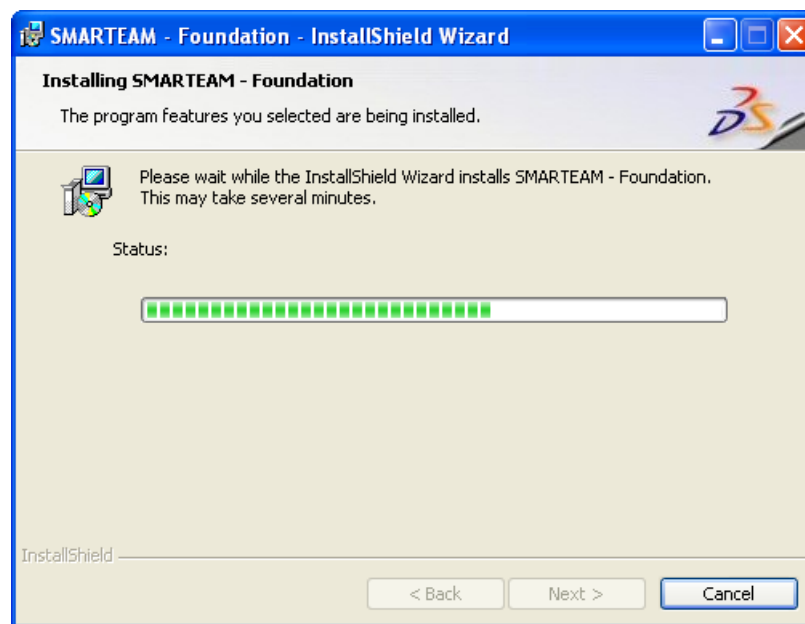 SMARTEAM - Foundation - InstallShield Wizard
Installing SMARTEAM - Foundation
The program features you selected are being installed.
Please wait while the InstallShield Wizard installs SMARTEAM - Foundation.
This may take several minutes.
Status:
InstallShield
< Back
Next >
Cancel